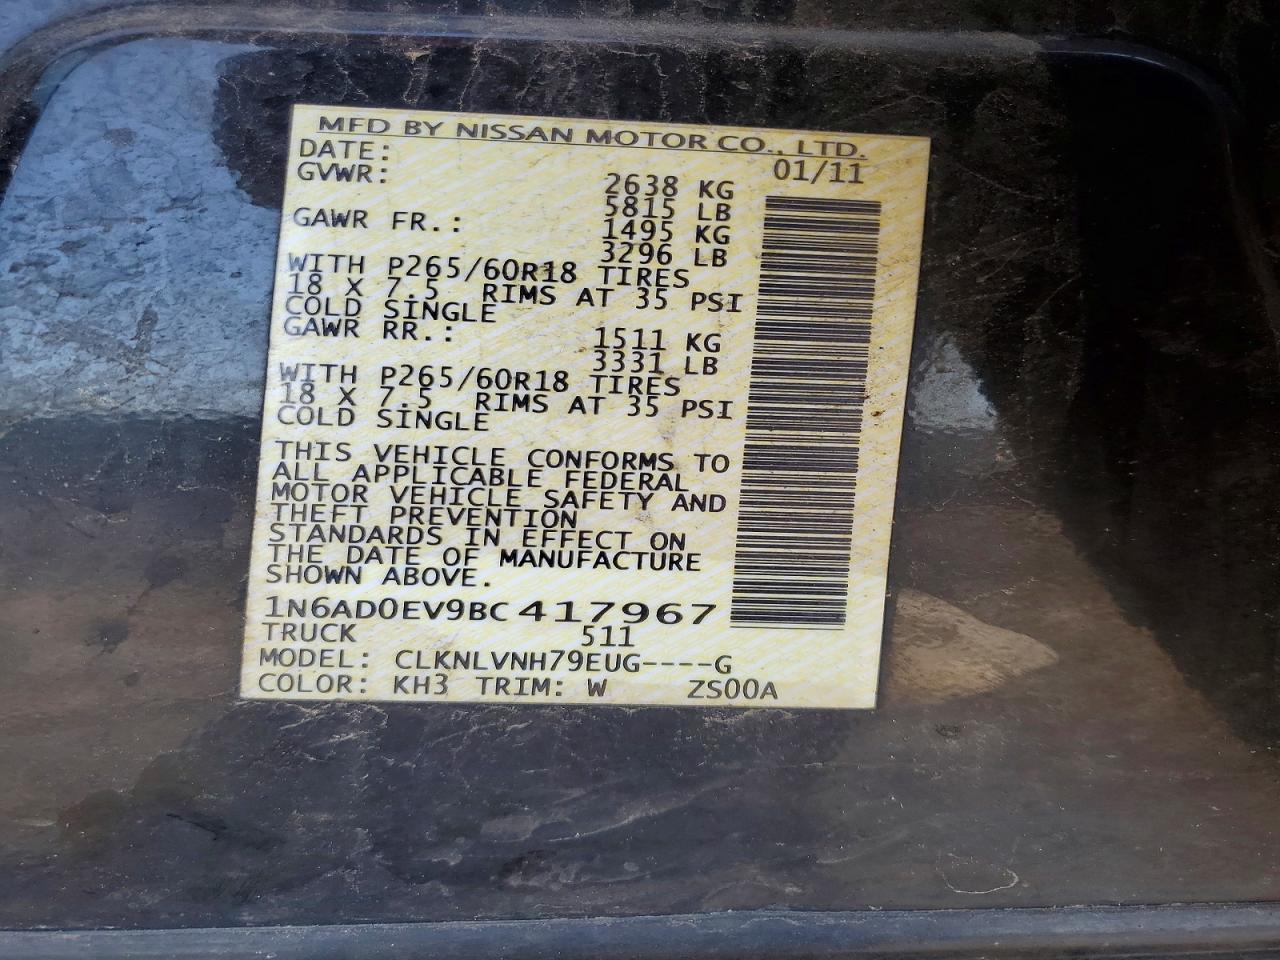 MFD BY NISSAN MOTOR CO., LTD.
DATE: 01/11
GVWR: 2638 KG
5815 LB
GAWR FR.: 1495 KG
3296 LB
WITH P265/60R18 TIRES
18 X 7.5 RIMS AT 35 PSI
COLD SINGLE
GAWR RR.: 1511 KG
3331 LB
WITH P265/60R18 TIRES
18 X 7.5 RIMS AT 35 PSI
COLD SINGLE
THIS VEHICLE CONFORMS TO
ALL APPLICABLE FEDERAL
MOTOR VEHICLE SAFETY AND
THEFT PREVENTION
STANDARDS IN EFFECT ON
THE DATE OF MANUFACTURE
SHOWN ABOVE.
1N6AD0EV9BC417967
TRUCK 511
MODEL: CLKNLVNH79EUG----G
COLOR: KH3 TRIM: W ZS00A